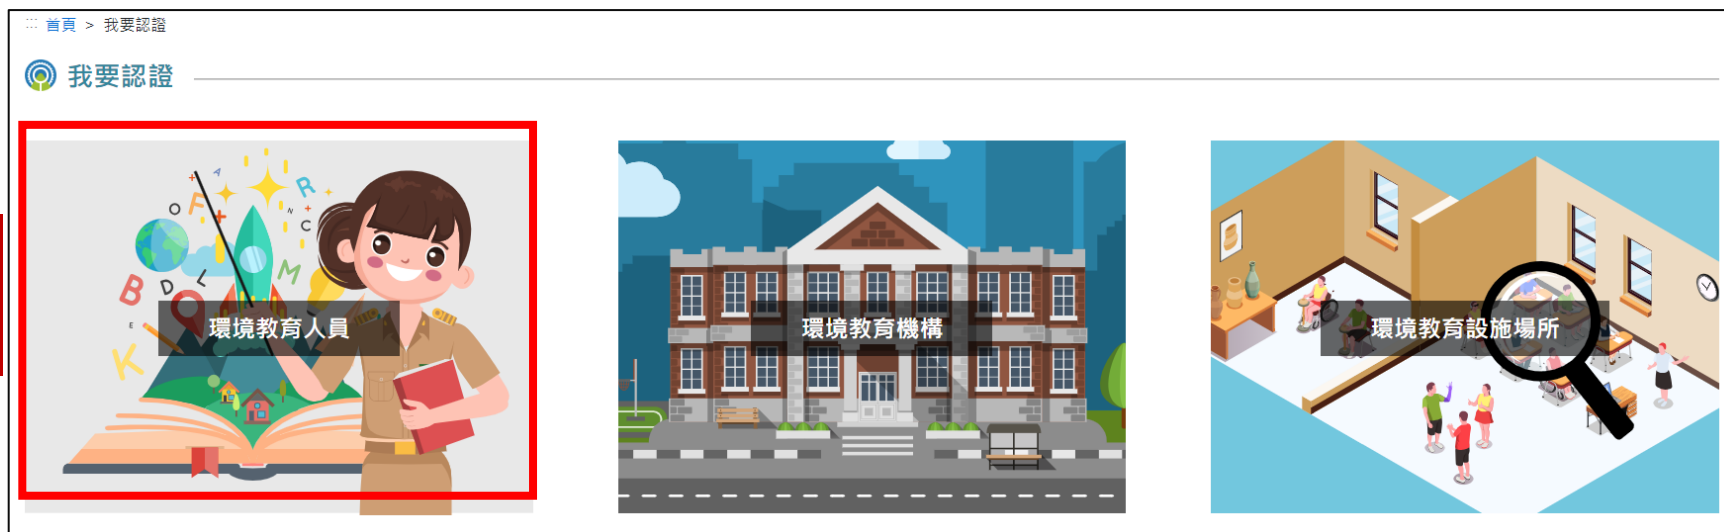 ::: 首頁 > 我要認證
我要認證
環境教育人員
環境教育機構
環境教育設施場所
A
R
F
O
N
C
M
B
D
L
E
K